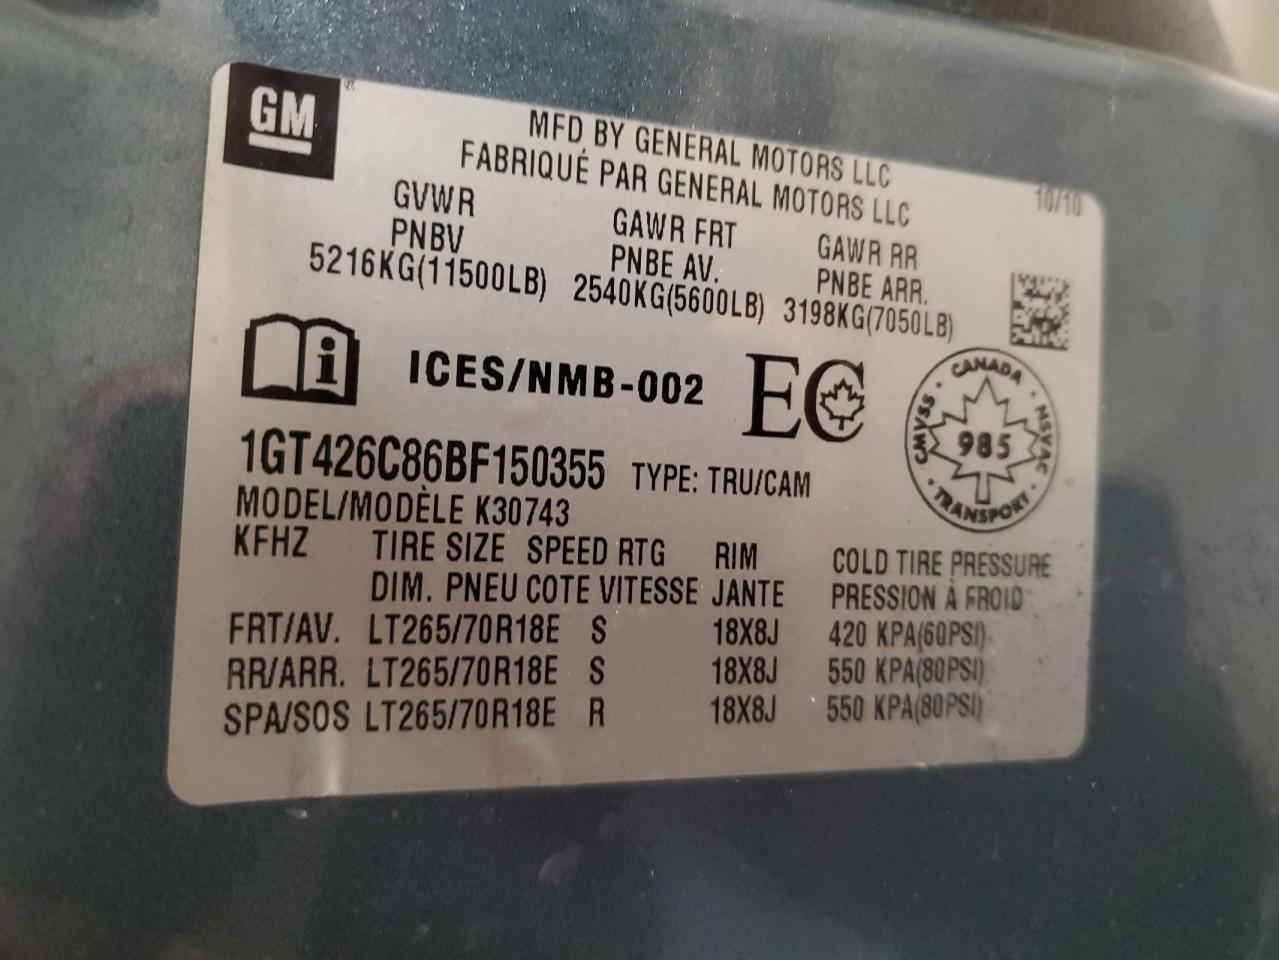 GM
MFD BY GENERAL MOTORS LLC
FABRIQUÉ PAR GENERAL MOTORS LLC
10/10
GVWR GAWR FRT GAWR RR
PNBV PNBE AV. PNBE ARR.
5216KG(11500LB) 2540KG(5600LB) 3198KG(7050LB)
ICES/NMB-002 EC
CANADA
CMVSS 985 NSVAC
TRANSPORT
1GT426C86BF150355 TYPE: TRU/CAM
MODEL/MODÈLE K30743
KFHZ TIRE SIZE SPEED RTG RIM COLD TIRE PRESSURE
DIM. PNEU COTE VITESSE JANTE PRESSION À FROID
FRT/AV. LT265/70R18E S 18X8J 420 KPA(60PSI)
RR/ARR. LT265/70R18E S 18X8J 550 KPA(80PSI)
SPA/SOS LT265/70R18E R 18X8J 550 KPA(80PSI)